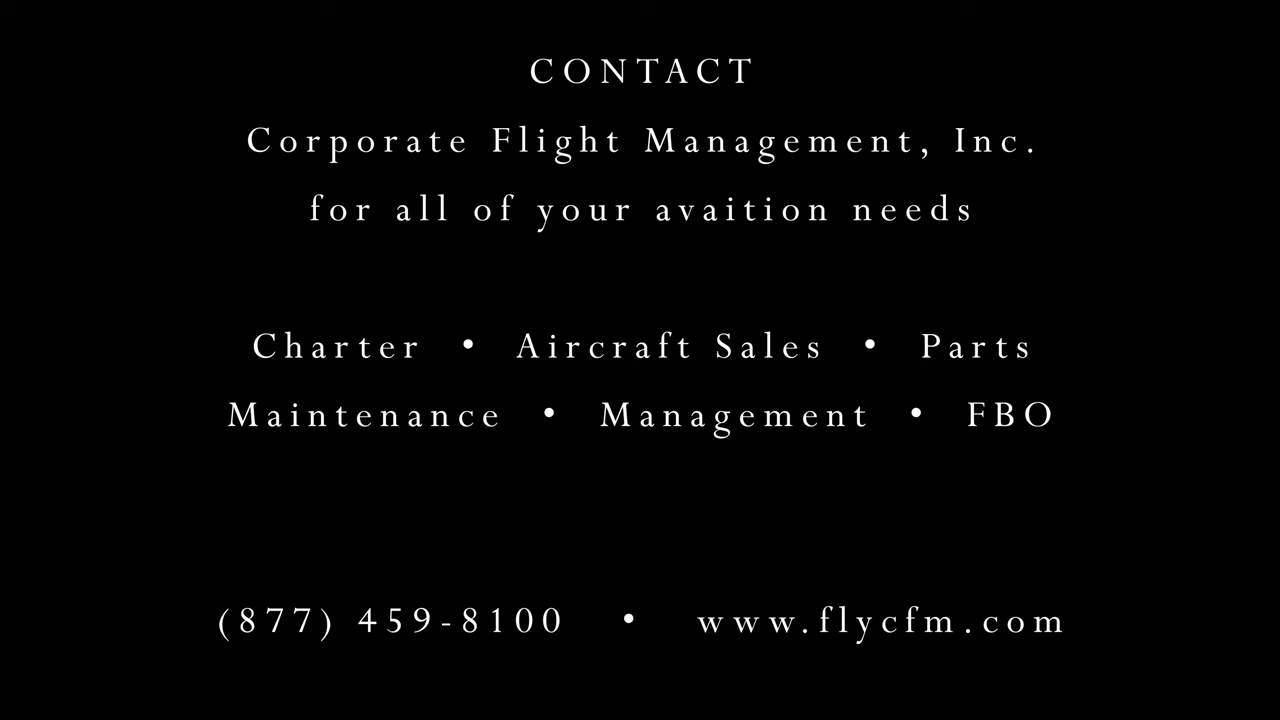 CONTACT
Corporate Flight Management, Inc.
for all of your avaition needs
Charter • Aircraft Sales • Parts
Maintenance • Management • FBO
(877) 459-8100 • www.flycfm.com